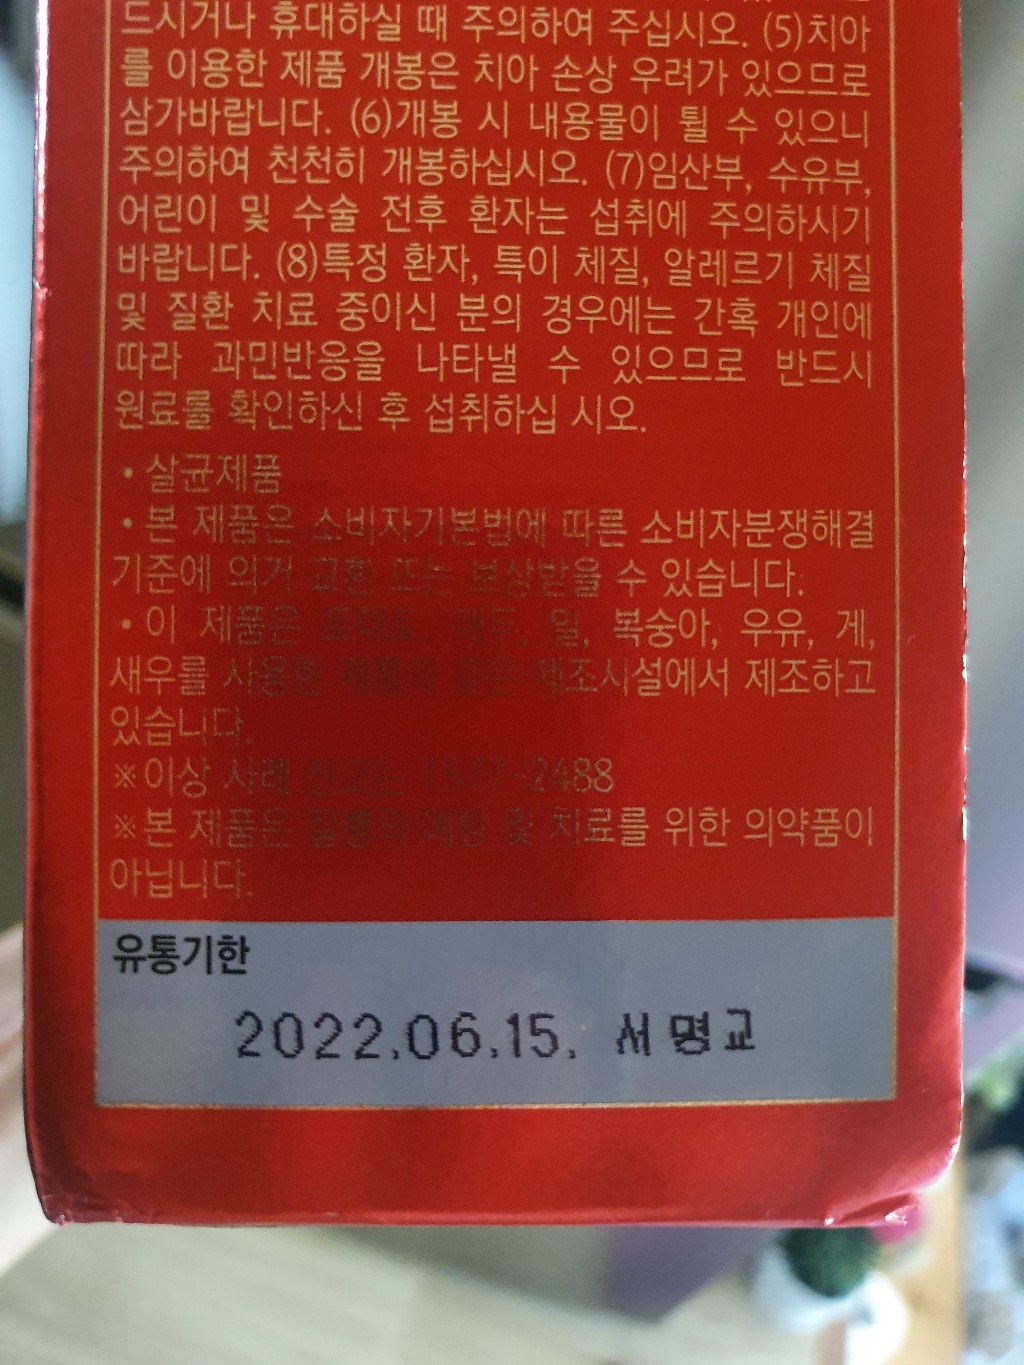 드시거나 휴대하실 때 주의하여 주십시오. (5)치아
를 이용한 제품 개봉은 치아 손상 우려가 있으므로
삼가바랍니다. (6)개봉 시 내용물이 튈 수 있으니
주의하여 천천히 개봉하십시오. (7)임산부, 수유부,
어린이 및 수술 전후 환자는 섭취에 주의하시기
바랍니다. (8)특정 환자, 특이 체질, 알레르기 체질
및 질환 치료 중이신 분의 경우에는 간혹 개인에
따라 과민반응을 나타낼 수 있으므로 반드시
원료를 확인하신 후 섭취하십 시오.
• 살균제품
• 본 제품은 소비자기본법에 따른 소비자분쟁해결
기준에 의거 교환 또는 보상받을 수 있습니다.
• 이 제품은 토마토, 대두, 밀, 복숭아, 우유, 게,
새우를 사용한 제품과 같은 제조시설에서 제조하고
있습니다.
※이상 사례 신고는 1577-2488
※본 제품은 질병의 예방 및 치료를 위한 의약품이
아닙니다.
유통기한
2022.06.15. 서명교